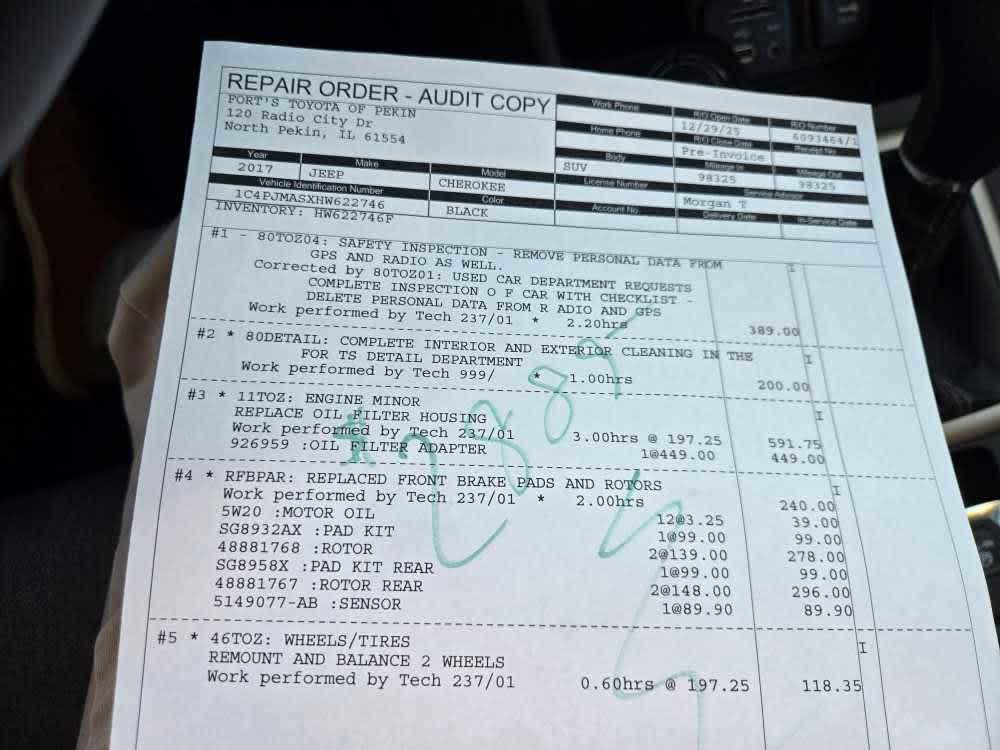 REPAIR ORDER - AUDIT COPY
FORT'S TOYOTA OF PEKIN
120 Radio City Dr
North Pekin, IL 61554
Work Phone
R/O Open Date
R/O Number
12/29/25
6093464/1
Home Phone
R/O Close Date
Receipt No
Pre-Invoice
Year
Make
Model
Body
Mileage In
Mileage Out
2017
JEEP
CHEROKEE
SUV
98325
98325
Vehicle Identification Number
Color
License Number
Service Advisor
1C4PJMASXHW622746
BLACK
Morgan T
Account No.
Delivery Date
In-Service Date
INVENTORY: HW622746F
#1 - 80TOZ04: SAFETY INSPECTION - REMOVE PERSONAL DATA FROM I
GPS AND RADIO AS WELL.
Corrected by 80TOZ01: USED CAR DEPARTMENT REQUESTS
COMPLETE INSPECTION O F CAR WITH CHECKLIST -
DELETE PERSONAL DATA FROM R ADIO AND GPS
Work performed by Tech 237/01 * 2.20hrs 389.00
#2 * 80DETAIL: COMPLETE INTERIOR AND EXTERIOR CLEANING IN THE I
FOR TS DETAIL DEPARTMENT
Work performed by Tech 999/ * 1.00hrs 200.00
#3 * 11TOZ: ENGINE MINOR I
REPLACE OIL FILTER HOUSING
Work performed by Tech 237/01 3.00hrs @ 197.25 591.75
926959 :OIL FILTER ADAPTER 1@449.00 449.00
#4 * RFBPAR: REPLACED FRONT BRAKE PADS AND ROTORS I
Work performed by Tech 237/01 * 2.00hrs 240.00
5W20 :MOTOR OIL 12@3.25 39.00
SG8932AX :PAD KIT 1@99.00 99.00
48881768 :ROTOR 2@139.00 278.00
SG8958X :PAD KIT REAR 1@99.00 99.00
48881767 :ROTOR REAR 2@148.00 296.00
5149077-AB :SENSOR 1@89.90 89.90
#5 * 46TOZ: WHEELS/TIRES I
REMOUNT AND BALANCE 2 WHEELS
Work performed by Tech 237/01 0.60hrs @ 197.25 118.35